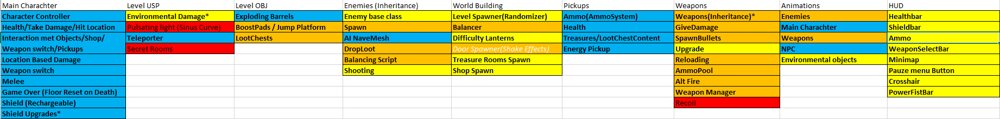 Main Charachter Level USP Level OBJ Enemies (Inheritance) World Building Pickups Weapons Animations HUD
Character Controller Environmental Damage* Exploding Barrels Enemy base class Level Spawner(Randomizer) Ammo(AmmoSystem) Weapons(Inheritance)* Enemies Healthbar
Health/Take Damage/Hit Location Pulsating light (Sinus Curve) BoostPads / Jump Platform Spawn Balancer Health GiveDamage Main Charachter Shieldbar
Interaction met Objects/Shop/ Teleporter LootChests AI NaveMesh Difficulty Lanterns Treasures/LootChestContent SpawnBullets Weapons Ammo
Weapon switch/Pickups Secret Rooms DropLoot Door Spawner(Shake Effects) Energy Pickup Upgrade NPC WeaponSelectBar
Location Based Damage Balancing Script Treasure Rooms Spawn Reloading Environmental objects Minimap
Weapon switch Shooting Shop Spawn AmmoPool Pauze menu Button
Melee Alt Fire Crosshair
Game Over (Floor Reset on Death) Weapon Manager PowerFistBar
Shield (Rechargeable) Recoil
Shield Upgrades*